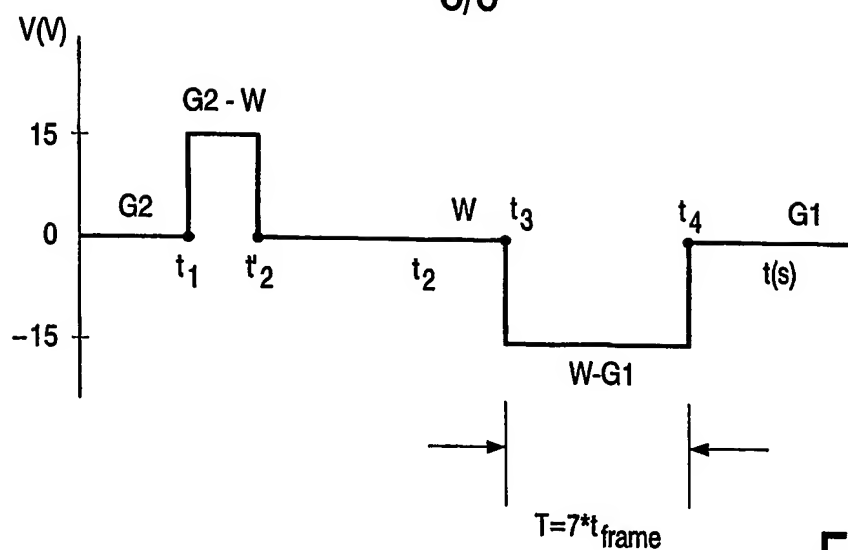 V(V)
G2 - W
15
G2
W
t3
t4
G1
0
t1
t'2
t2
t(s)
-15
W-G1
T=7*tframe